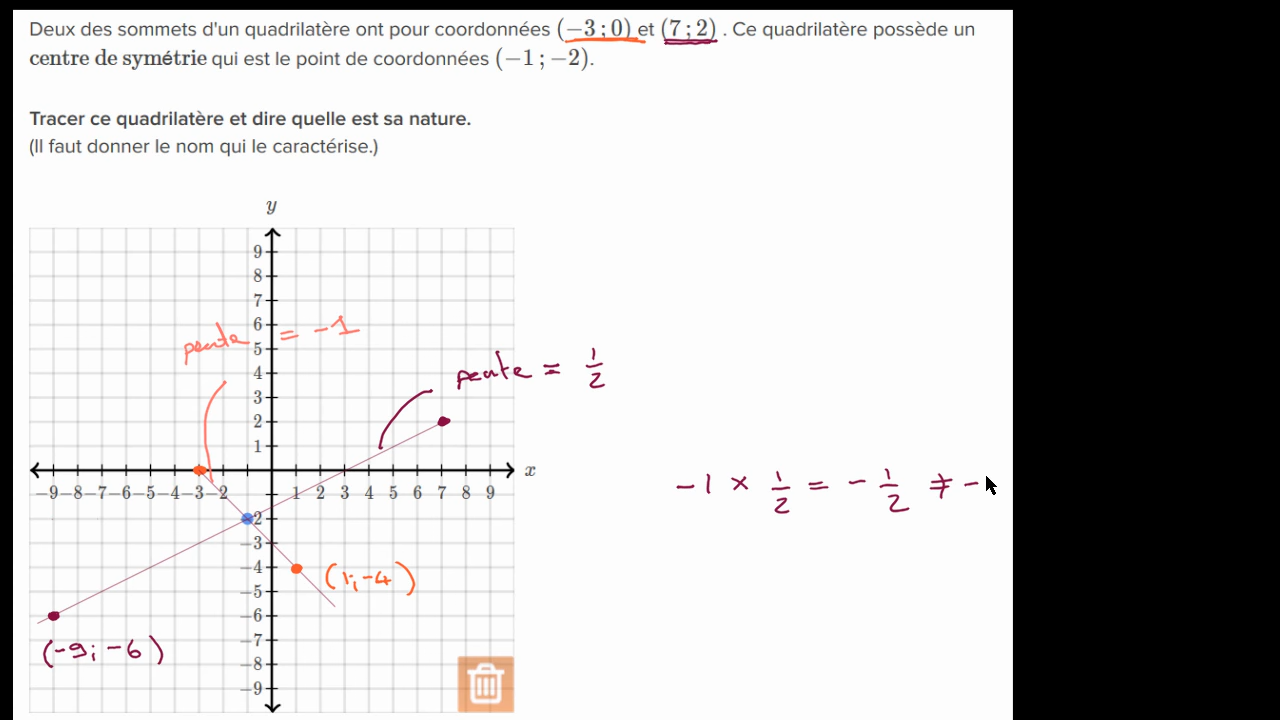 Deux des sommets d'un quadrilatère ont pour coordonnées (−3 ; 0) et (7 ; 2) . Ce quadrilatère possède un
centre de symétrie qui est le point de coordonnées (−1 ; −2).
Tracer ce quadrilatère et dire quelle est sa nature.
(Il faut donner le nom qui le caractérise.)
y
9
8
7
6
pente = -1
5
4
pente = 1/2
3
2
1
x
−9 −8 −7 −6 −5 −4 −3 2 1 2 3 4 5 6 7 8 9
-1 × 1/2 = - 1/2 ≠ -
2
−3
−4
(1;-4)
−5
−6
−7
(-9;-6)
−8
−9